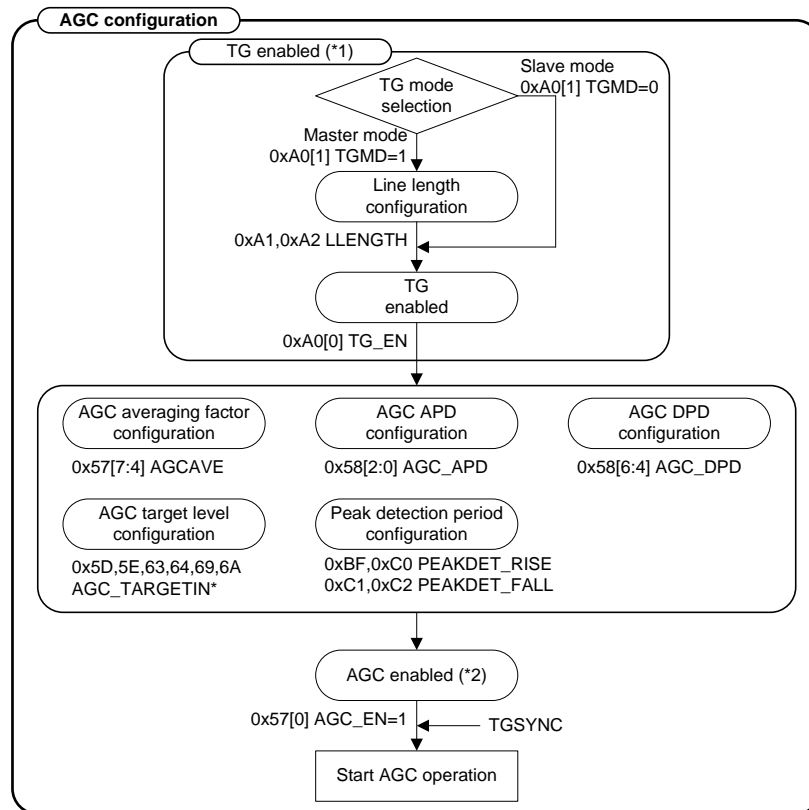 AGC configuration
TG enabled (*1)
TG mode
selection
Slave mode
0xA0[1] TGMD=0
Master mode
0xA0[1] TGMD=1
Line length
configuration
0xA1,0xA2 LLENGTH
TG
enabled
0xA0[0] TG_EN
AGC averaging factor
configuration
0x57[7:4] AGCAVE
AGC APD
configuration
0x58[2:0] AGC_APD
AGC DPD
configuration
0x58[6:4] AGC_DPD
AGC target level
configuration
0x5D,5E,63,64,69,6A
AGC_TARGETIN*
Peak detection period
configuration
0xBF,0xC0 PEAKDET_RISE
0xC1,0xC2 PEAKDET_FALL
AGC enabled (*2)
0x57[0] AGC_EN=1
TGSYNC
Start AGC operation